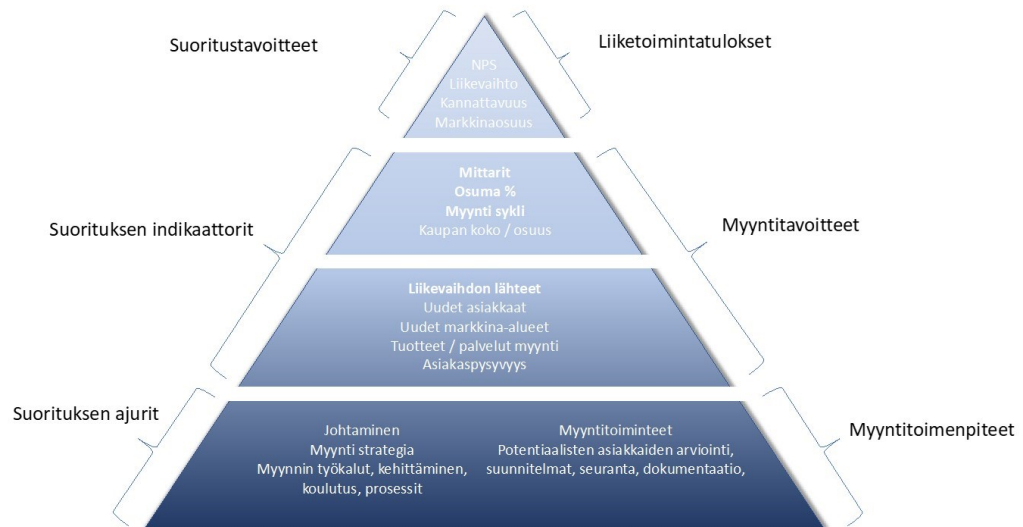 Suoritustavoitteet
Liiketoimintatulokset
NPS
Liikevaihto
Kannattavuus
Markkinaosuus
Suorituksen indikaattorit
Myyntitavoitteet
Mittarit
Osuma %
Myynti sykli
Kaupan koko / osuus
Liikevaihdon lähteet
Uudet asiakkaat
Uudet markkina-alueet
Tuotteet / palvelut myynti
Asiakaspysyvyys
Suorituksen ajurit
Myyntitoimenpiteet
Johtaminen
Myynti strategia
Myynnin työkalut, kehittäminen,
koulutus, prosessit
Myyntitoiminteet
Potentiaalisten asiakkaiden arviointi,
suunnitelmat, seuranta, dokumentaatio,